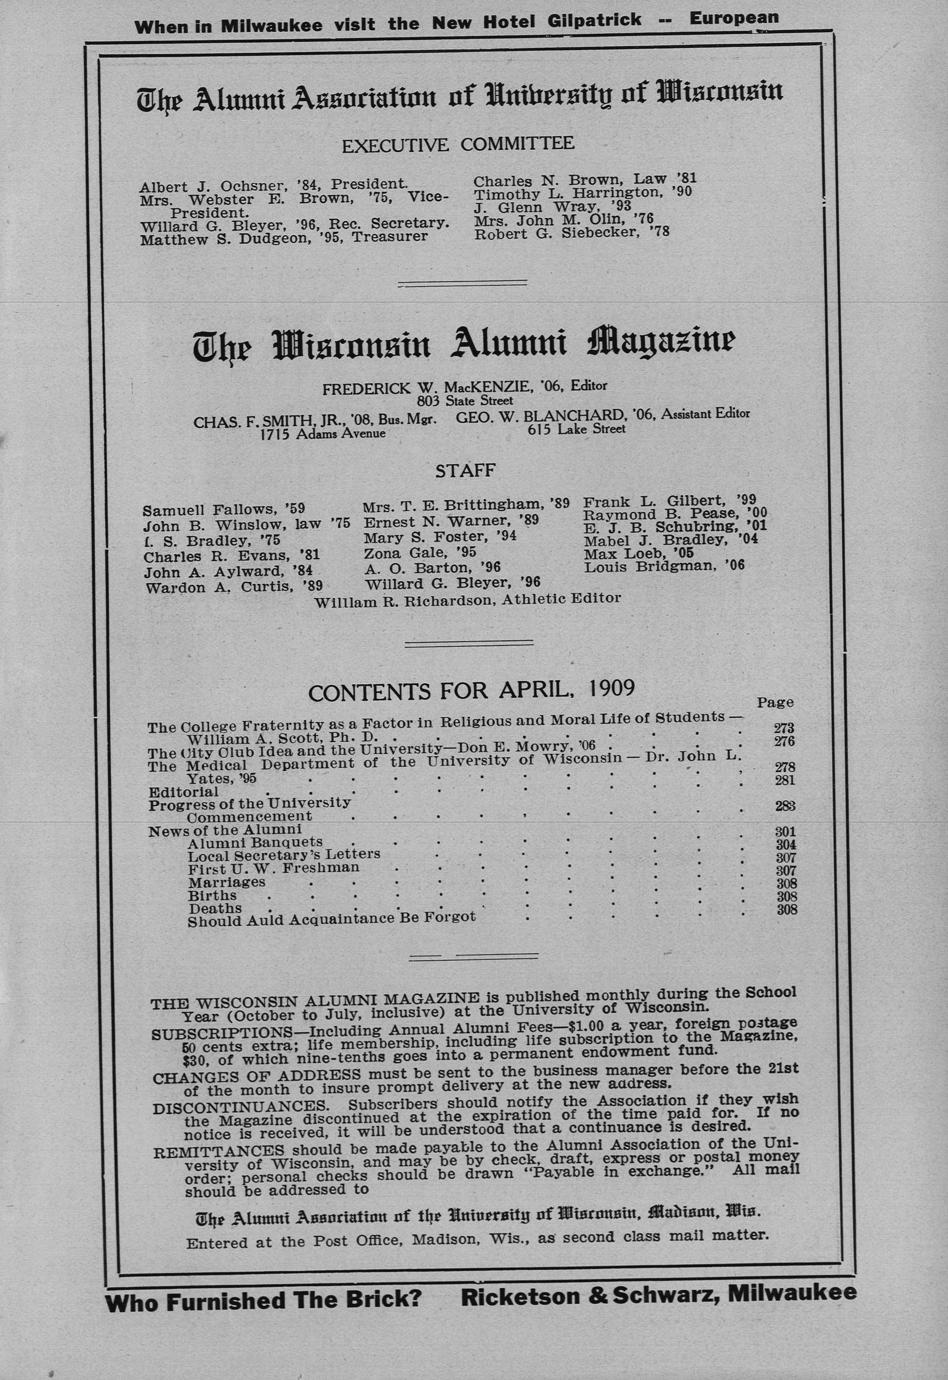 When in Milwaukee visit the New Hotel Gilpatrick -- European
The Alumni Association of University of Wisconsin
EXECUTIVE COMMITTEE
Albert J. Ochsner, '84, President.
Mrs. Webster E. Brown, '75, Vice-
President.
Willard G. Bleyer, '96, Rec. Secretary.
Matthew S. Dudgeon, '95, Treasurer
Charles N. Brown, Law '81
Timothy L. Harrington, '90
J. Glenn Wray, '93
Mrs. John M. Olin, '76
Robert G. Siebecker, '78
The Wisconsin Alumni Magazine
FREDERICK W. MacKENZIE, '06, Editor
803 State Street
CHAS. F. SMITH, JR., '08, Bus. Mgr.
1715 Adams Avenue
GEO. W. BLANCHARD, '06, Assistant Editor
615 Lake Street
STAFF
Samuell Fallows, '59
John B. Winslow, law '75
I. S. Bradley, '75
Charles R. Evans, '81
John A. Aylward, '84
Wardon A. Curtis, '89
Mrs. T. E. Brittingham, '89
Ernest N. Warner, '89
Mary S. Foster, '94
Zona Gale, '95
A. O. Barton, '96
Willard G. Bleyer, '96
Frank L. Gilbert, '99
Raymond B. Pease, '00
E. J. B. Schubring, '01
Mabel J. Bradley, '04
Max Loeb, '05
Louis Bridgman, '06
William R. Richardson, Athletic Editor
CONTENTS FOR APRIL, 1909
Page
The College Fraternity as a Factor in Religious and Moral Life of Students —
William A. Scott, Ph. D. . . . . . . . . . 273
The City Club Idea and the University—Don E. Mowry, '06 . . . . 276
The Medical Department of the University of Wisconsin — Dr. John L.
Yates, '95 . . . . . . . . . . . 278
Editorial . . . . . . . . . . . . 281
Progress of the University
Commencement . . . . . . . . . . 283
News of the Alumni
Alumni Banquets . . . . . . . . . . 301
Local Secretary's Letters . . . . . . . . 304
First U. W. Freshman . . . . . . . . . 307
Marriages . . . . . . . . . . . 307
Births . . . . . . . . . . . . 308
Deaths . . . . . . . . . . . . 308
Should Auld Acquaintance Be Forgot . . . . . . 308
THE WISCONSIN ALUMNI MAGAZINE is published monthly during the School
Year (October to July, inclusive) at the University of Wisconsin.
SUBSCRIPTIONS—Including Annual Alumni Fees—$1.00 a year, foreign postage
50 cents extra; life membership, including life subscription to the Magazine,
$30, of which nine-tenths goes into a permanent endowment fund.
CHANGES OF ADDRESS must be sent to the business manager before the 21st
of the month to insure prompt delivery at the new address.
DISCONTINUANCES. Subscribers should notify the Association if they wish
the Magazine discontinued at the expiration of the time paid for. If no
notice is received, it will be understood that a continuance is desired.
REMITTANCES should be made payable to the Alumni Association of the Uni-
versity of Wisconsin, and may be by check, draft, express or postal money
order; personal checks should be drawn "Payable in exchange." All mail
should be addressed to
The Alumni Association of the University of Wisconsin, Madison, Wis.
Entered at the Post Office, Madison, Wis., as second class mail matter.
Who Furnished The Brick? Ricketson & Schwarz, Milwaukee